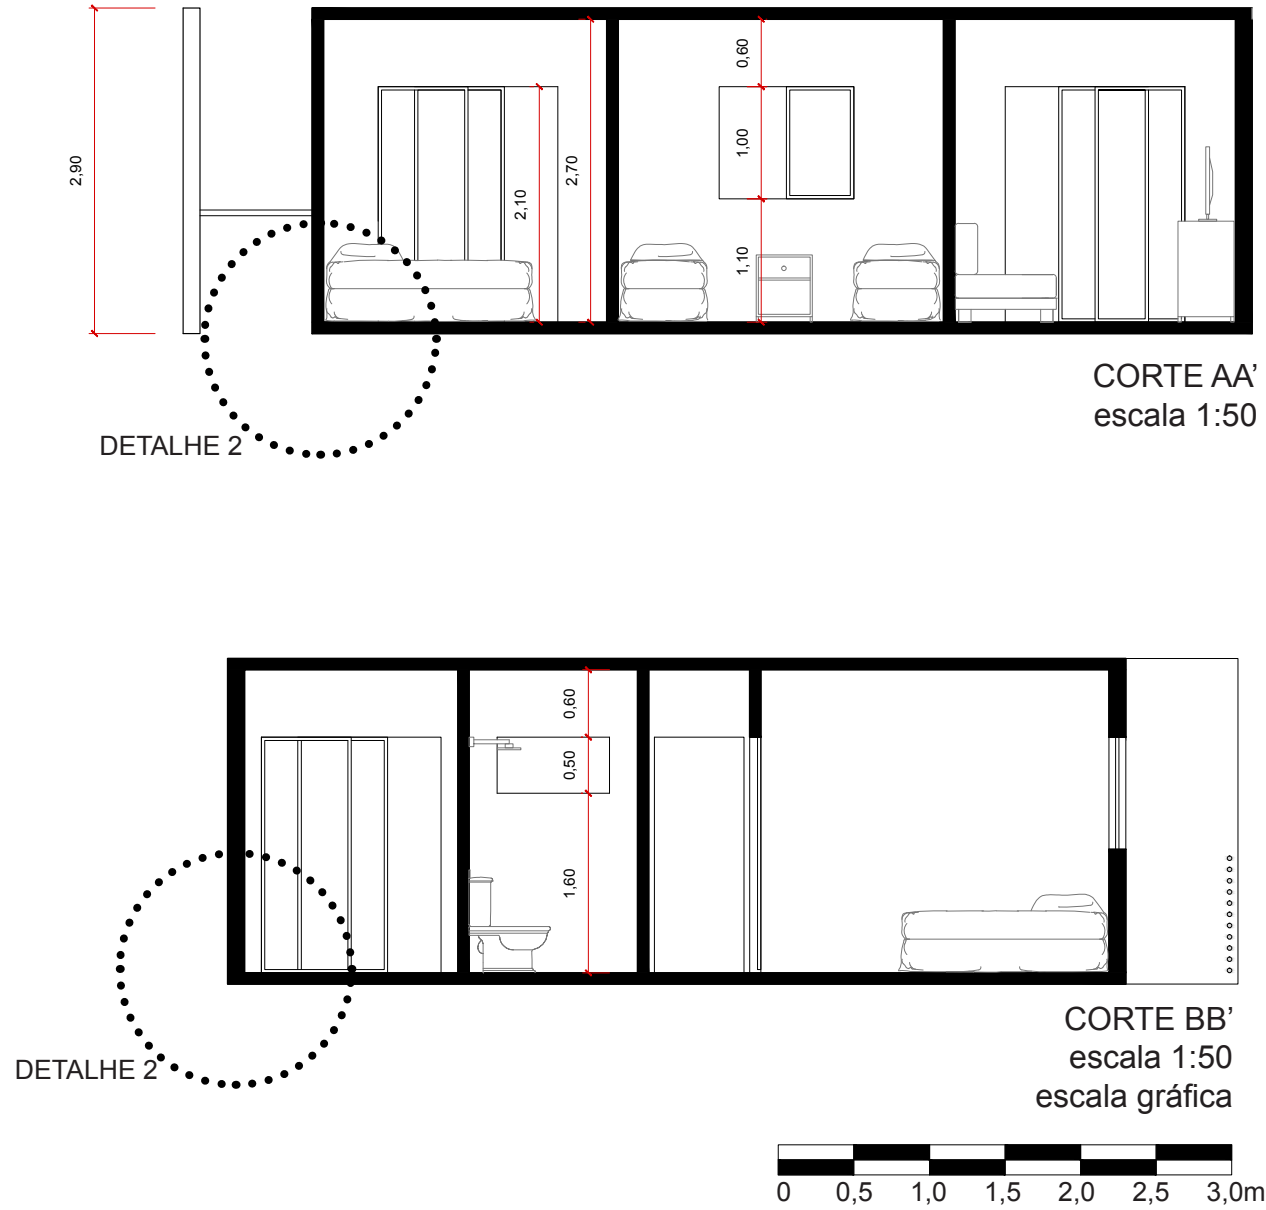 2,90
2,10
2,70
0,60
1,00
1,10
CORTE AA’
escala 1:50
DETALHE 2
0,60
0,50
1,60
CORTE BB’
escala 1:50
escala gráfica
DETALHE 2
0 0,5 1,0 1,5 2,0 2,5 3,0m